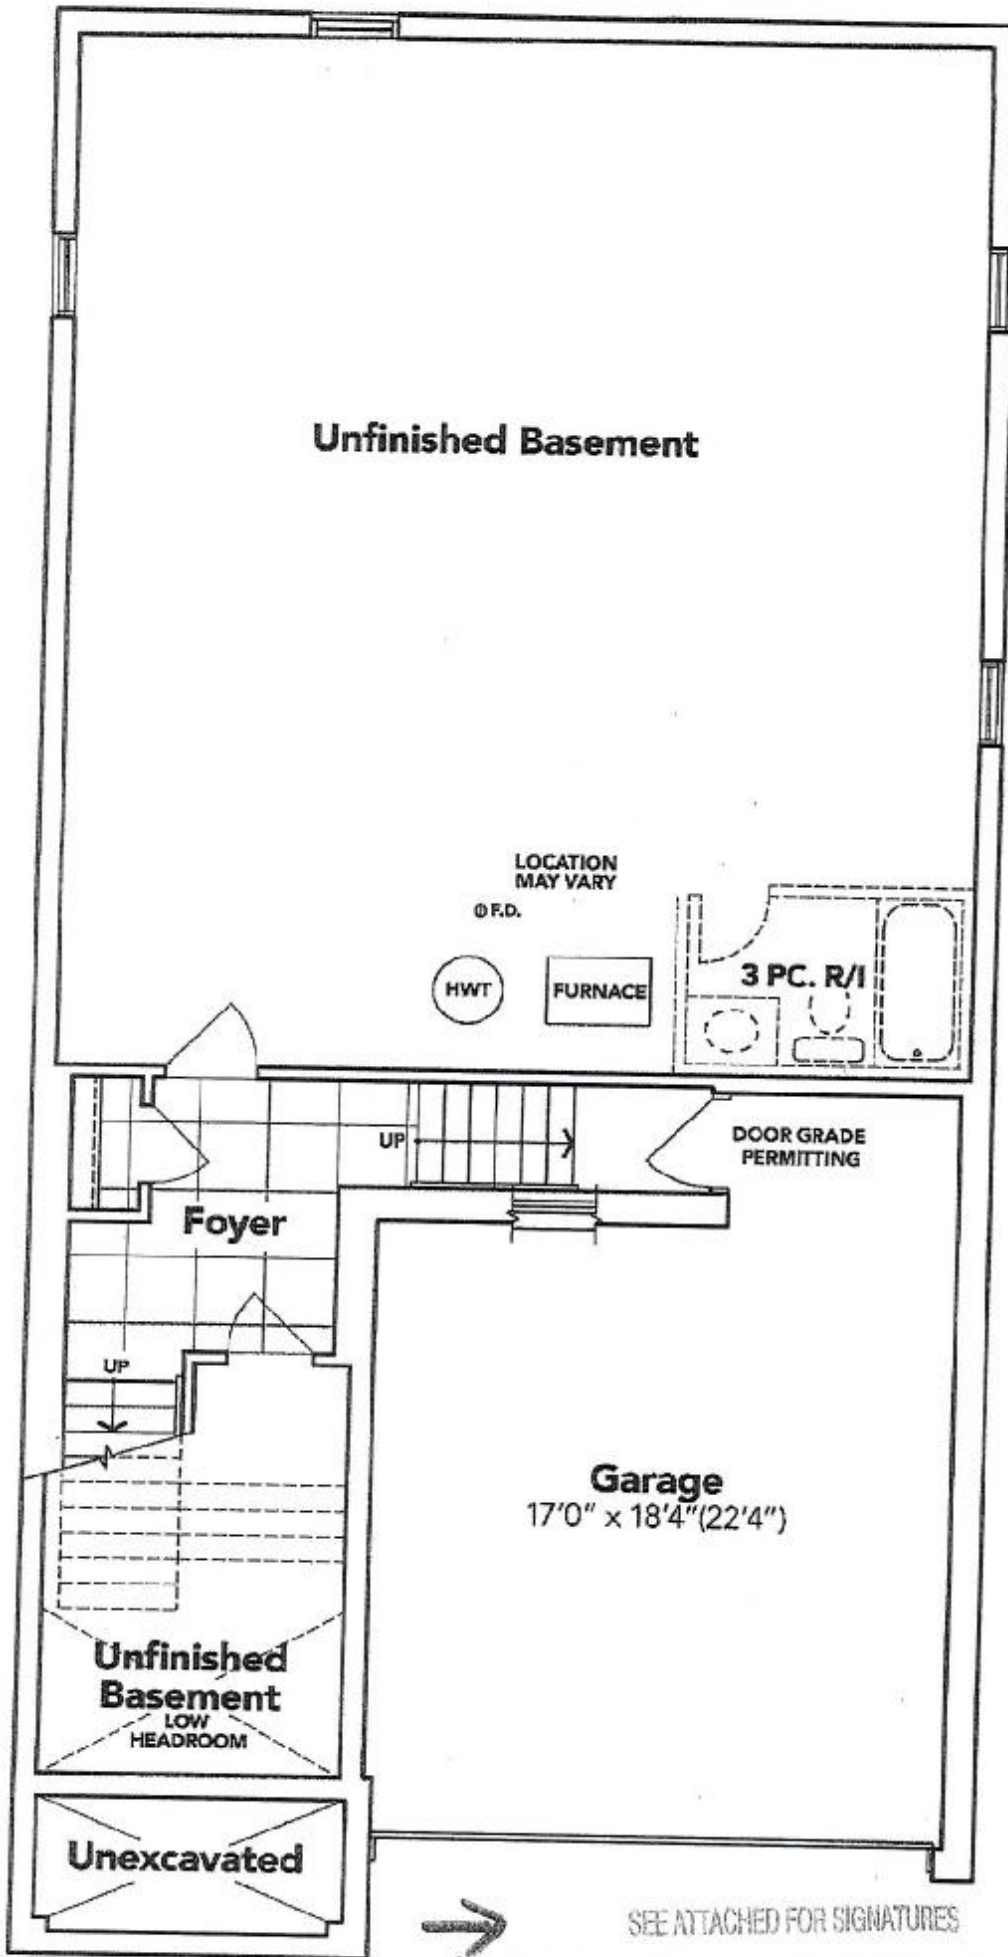 Unfinished Basement
LOCATION
MAY VARY
F.D.
HWT
FURNACE
3 PC. R/I
UP
DOOR GRADE
PERMITTING
Foyer
UP
Garage
17'0" x 18'4"(22'4")
Unfinished
Basement
LOW
HEADROOM
Unexcavated
SEE ATTACHED FOR SIGNATURES